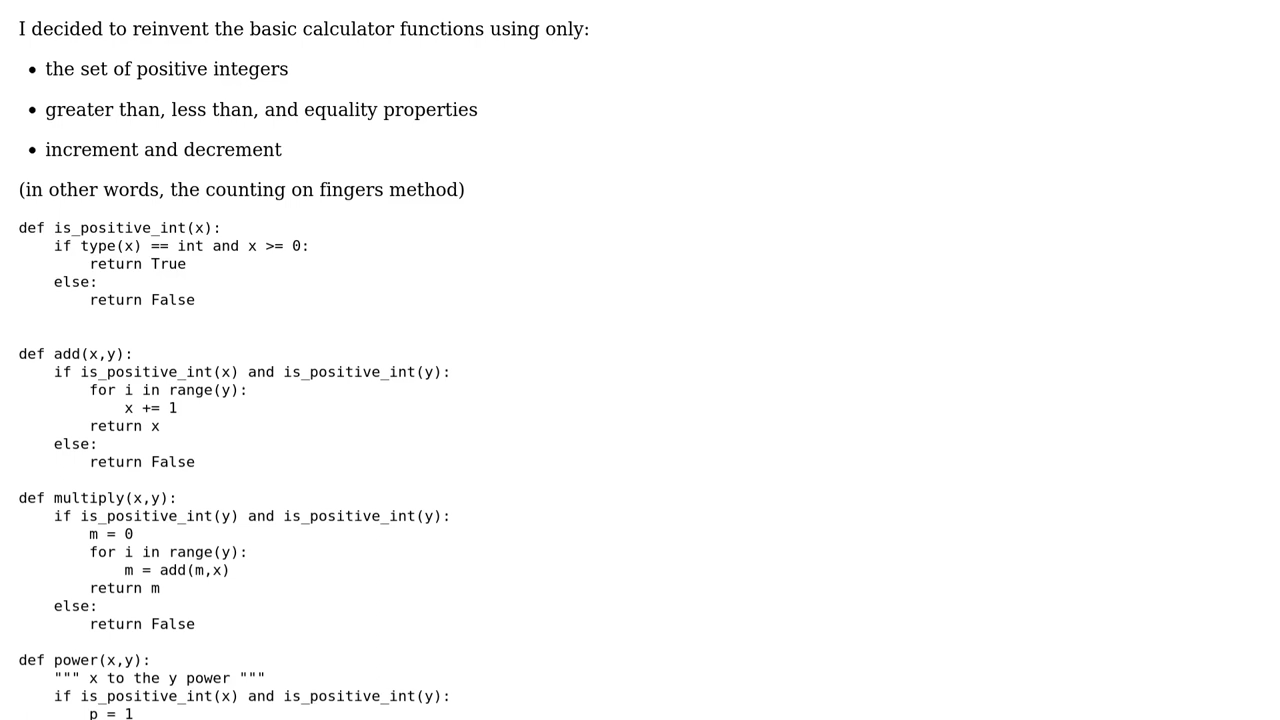 I decided to reinvent the basic calculator functions using only:
• the set of positive integers
• greater than, less than, and equality properties
• increment and decrement
(in other words, the counting on fingers method)
def is_positive_int(x):
    if type(x) == int and x >= 0:
        return True
    else:
        return False
def add(x,y):
    if is_positive_int(x) and is_positive_int(y):
        for i in range(y):
            x += 1
        return x
    else:
        return False
def multiply(x,y):
    if is_positive_int(y) and is_positive_int(y):
        m = 0
        for i in range(y):
            m = add(m,x)
        return m
    else:
        return False
def power(x,y):
    """ x to the y power """
    if is_positive_int(x) and is_positive_int(y):
        p = 1